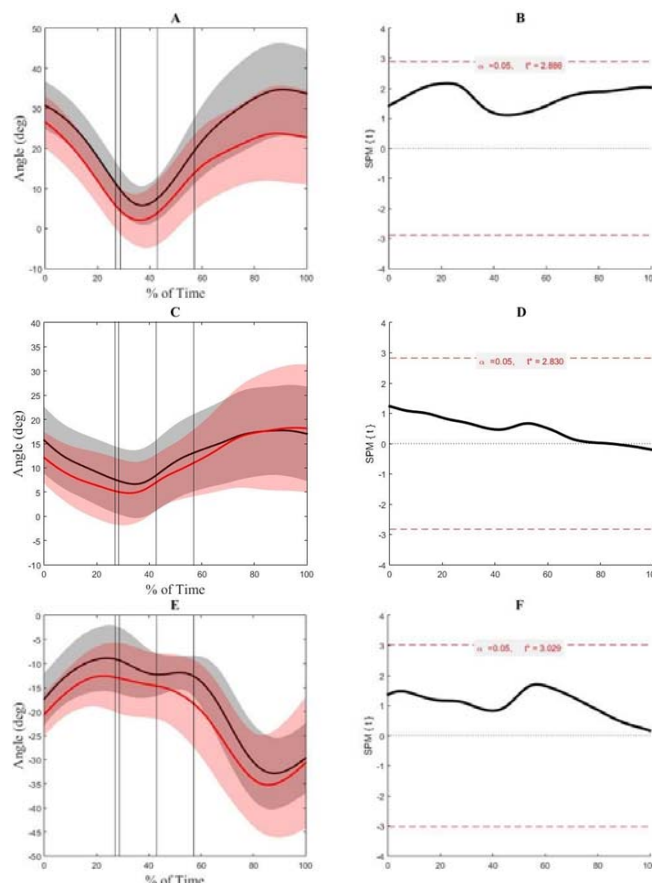 A
Angle (deg)
50
40
30
20
10
0
-10
0 20 40 60 80 100
% of Time
B
SPM {t}
4
3
2
1
0
-1
-2
-3
-4
α =0.05, t* = 2.886
0 20 40 60 80 100
C
Angle (deg)
40
35
30
25
20
15
10
5
0
-5
-10
0 20 40 60 80 100
% of Time
D
SPM {t}
4
3
2
1
0
-1
-2
-3
-4
α =0.05, t* = 2.830
0 20 40 60 80 100
E
Angle (deg)
0
-5
-10
-15
-20
-25
-30
-35
-40
-45
-50
0 20 40 60 80 100
% of Time
F
SPM {t}
4
3
2
1
0
-1
-2
-3
-4
α =0.05, t* = 3.029
0 20 40 60 80 100